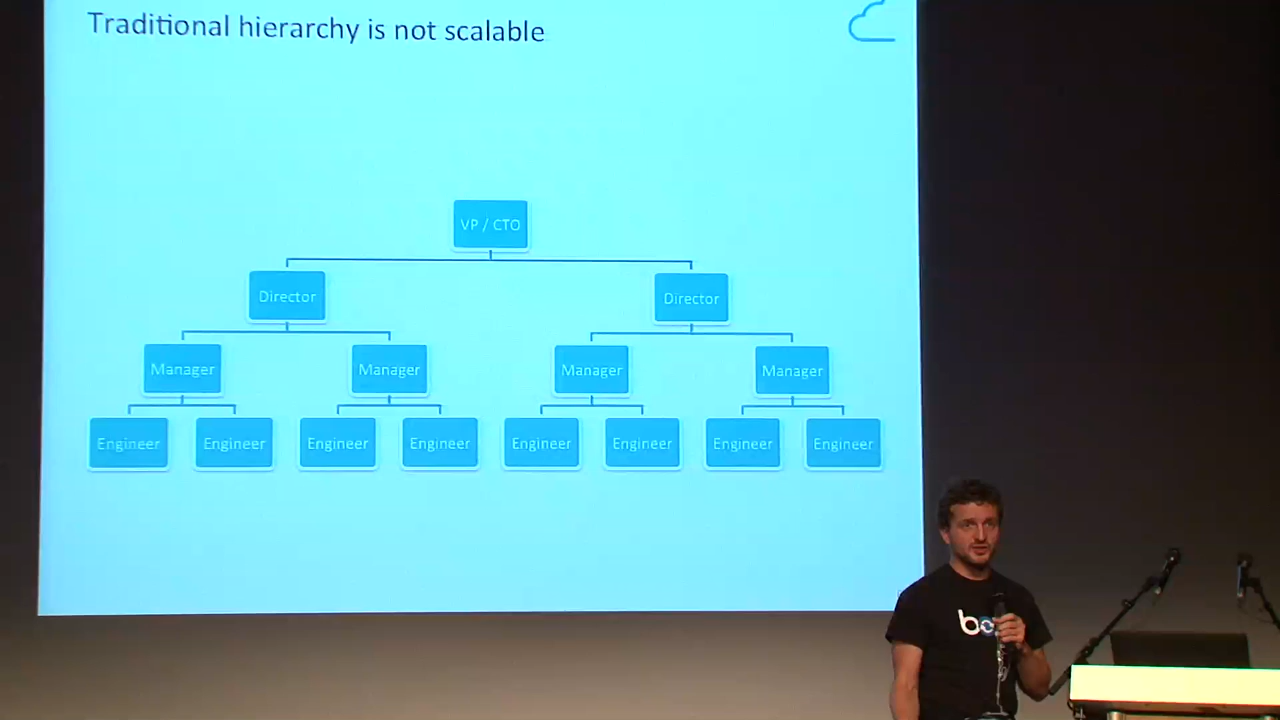 Traditional hierarchy is not scalable
VP / CTO
Director Director
Manager Manager Manager Manager
Engineer Engineer Engineer Engineer Engineer Engineer Engineer Engineer